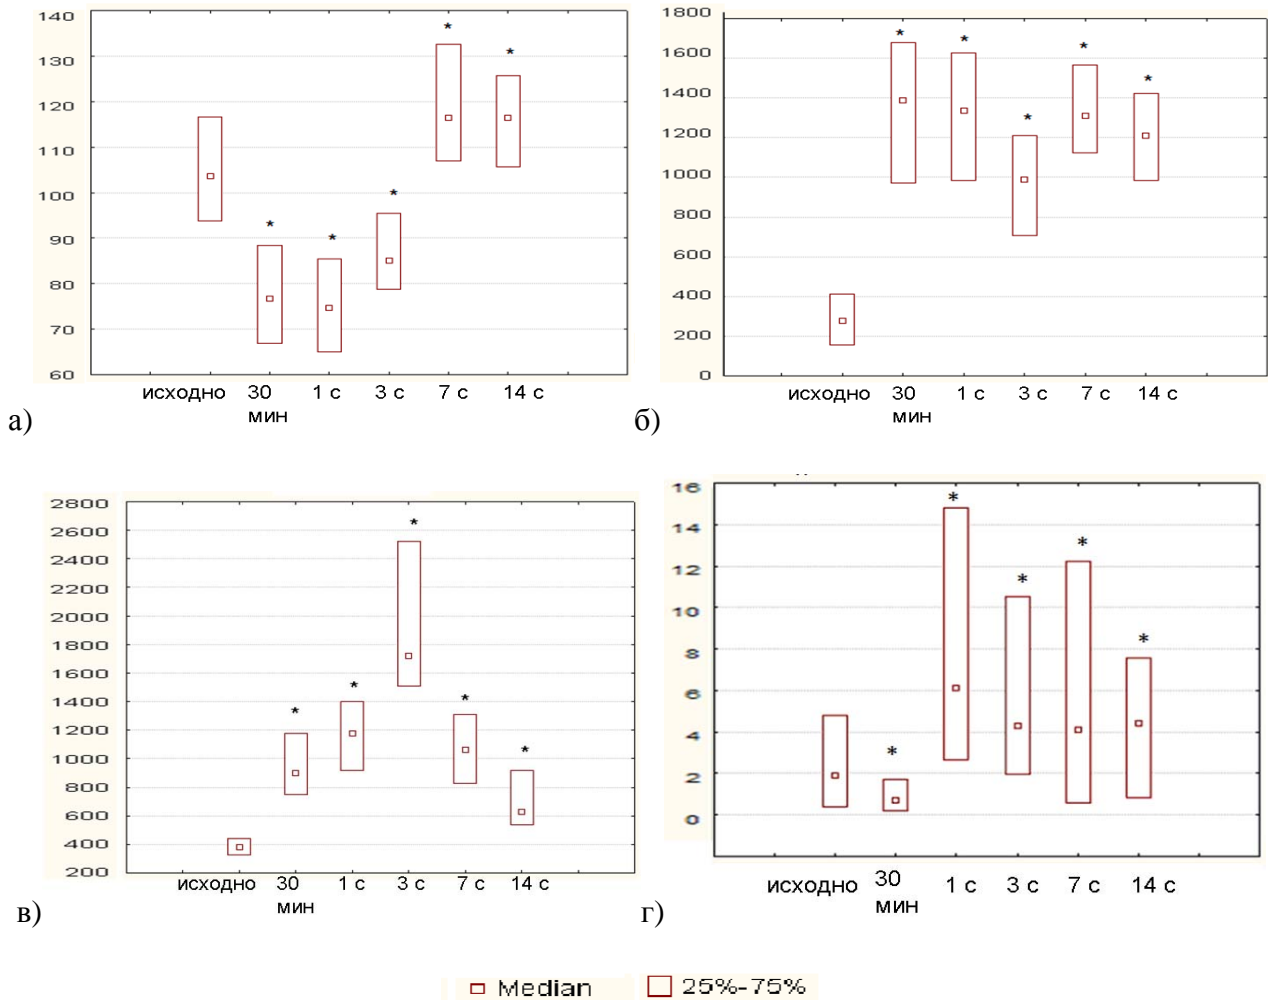 140
130
120
110
100
90
80
70
60
* * * * *
исходно 30 1 с 3 с 7 с 14 с
мин
а)
1800
1600
1400
1200
1000
800
600
400
200
0
* * * * *
исходно 30 1 с 3 с 7 с 14 с
мин
б)
2800
2600
2400
2200
2000
1800
1600
1400
1200
1000
800
600
400
200
* * * * *
исходно 30 1 с 3 с 7 с 14 с
мин
в)
16
14
12
10
8
6
4
2
0
* * * * *
исходно 30 1 с 3 с 7 с 14 с
мин
г)
Median 25%-75%